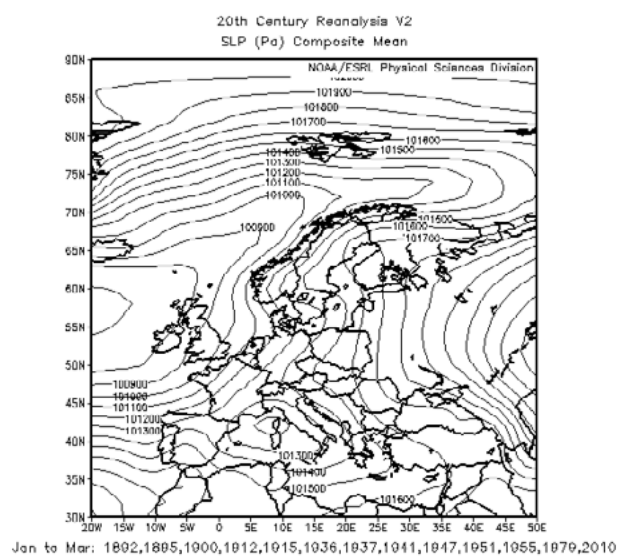 20th Century Reanalysis V2
SLP (Pa) Composite Mean
NOAA/ESRL Physical Sciences Division
90N
85N
101900
101800
101700
80N
101600
101500
101400
101300
75N
101200
101100
101000
70N
101500
100900
101600
101700
65N
60N
55N
50N
100900
101000
45N
101100
101200
101300
40N
101300
101400
35N
101500
101600
30N
20W 15W 10W 5W 0 5E 10E 15E 20E 25E 30E 35E 40E 45E 50E
Jan to Mar: 1892,1895,1900,1912,1915,1936,1937,1941,1947,1951,1955,1979,2010